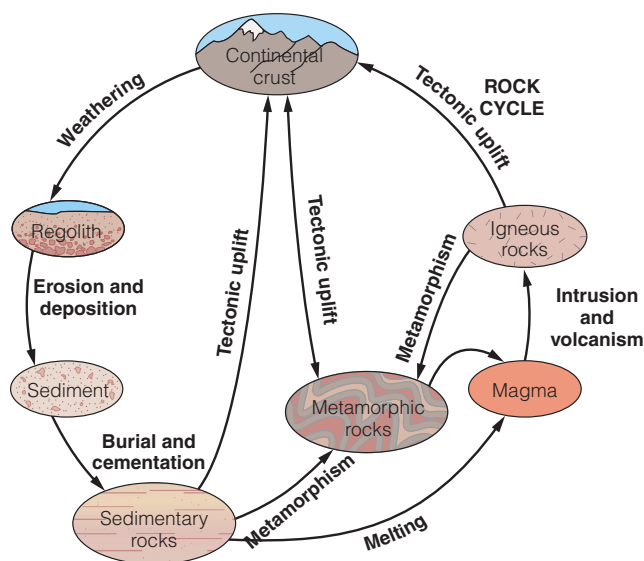 Continental
crust
ROCK
CYCLE
Weathering
Tectonic uplift
Regolith
Igneous
rocks
Erosion and
deposition
Tectonic uplift
Tectonic uplift
Metamorphism
Intrusion and
volcanism
Sediment
Metamorphic
rocks
Magma
Burial and
cementation
Metamorphism
Sedimentary
rocks
Melting